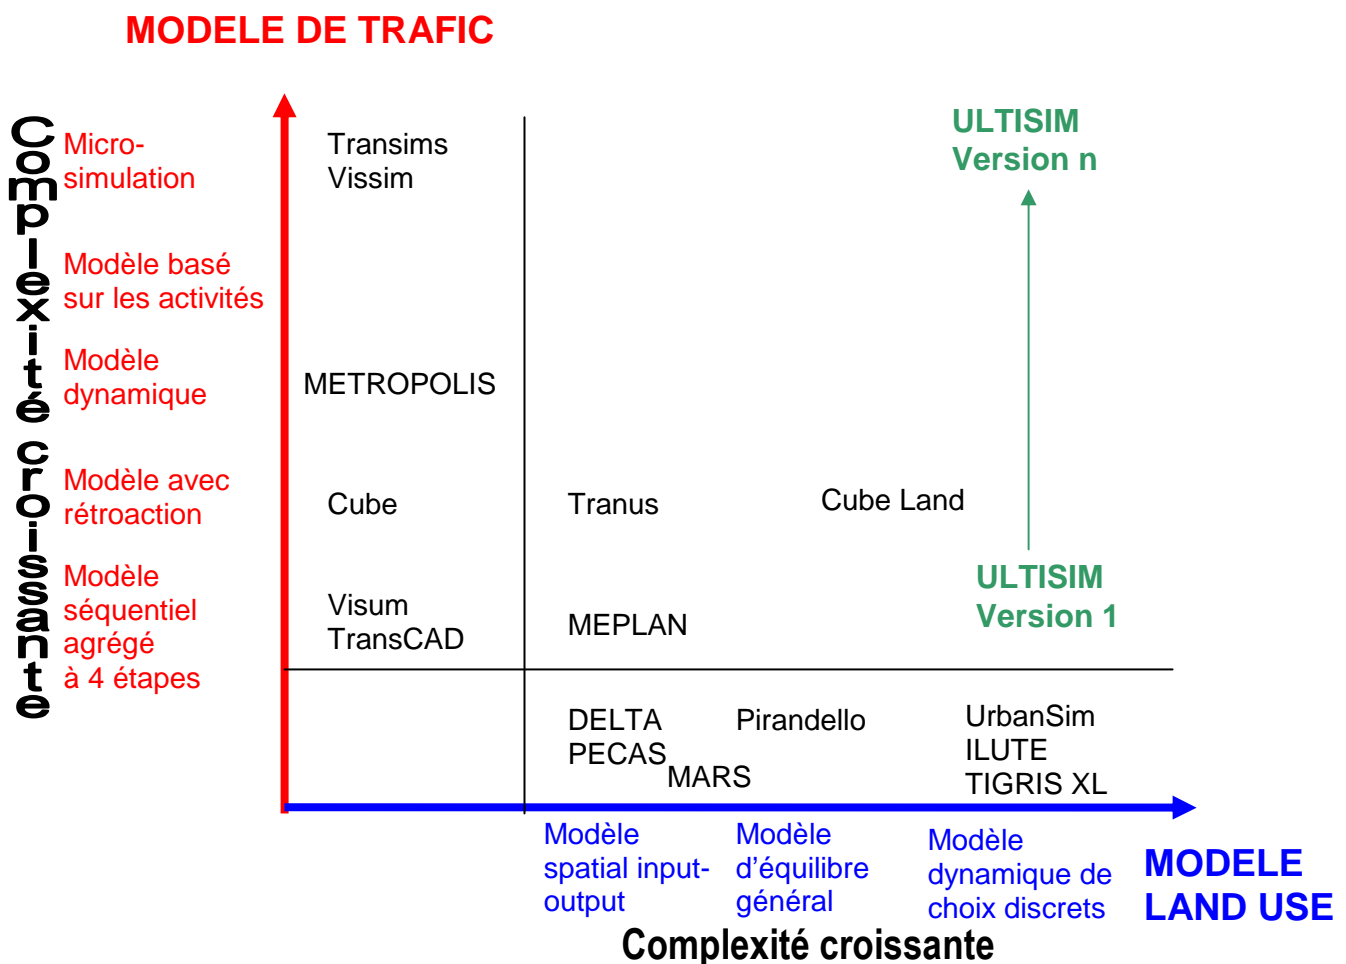 MODELE DE TRAFIC
Complexité croissante
Micro-
simulation
Transims
Vissim
ULTISIM
Version n
Modèle basé
sur les activités
Modèle
dynamique
METROPOLIS
Modèle avec
rétroaction
Cube
Tranus
Cube Land
Modèle
séquentiel
agrégé
à 4 étapes
Visum
TransCAD
MEPLAN
ULTISIM
Version 1
DELTA
PECAS
MARS
Pirandello
UrbanSim
ILUTE
TIGRIS XL
Modèle
spatial input-
output
Modèle
d'équilibre
général
Modèle
dynamique de
choix discrets
MODELE
LAND USE
Complexité croissante